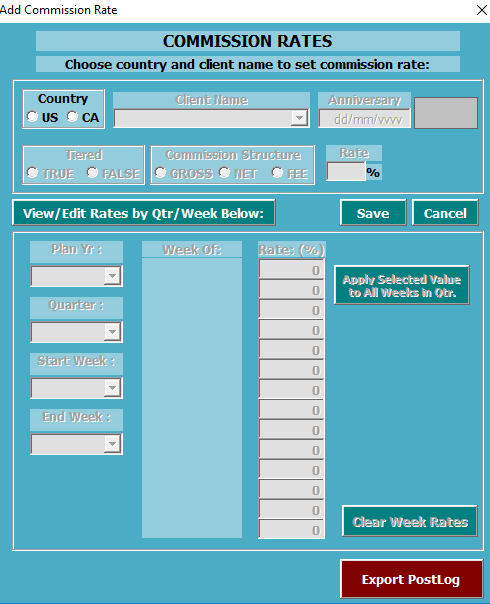 Add Commission Rate
COMMISSION RATES
Choose country and client name to set commission rate:
Country
US CA
Client Name
Anniversary
dd/mm/yyyy
Tiered
TRUE FALSE
Commission Structure
GROSS NET FEE
Rate
%
View/Edit Rates by Qtr/Week Below:
Save
Cancel
Plan Yr :
Quarter :
Start Week :
End Week :
Week Of:
Rate: (%)
0
0
0
0
0
0
0
0
0
0
0
0
0
0
Apply Selected Value
to All Weeks in Qtr.
Clear Week Rates
Export PostLog